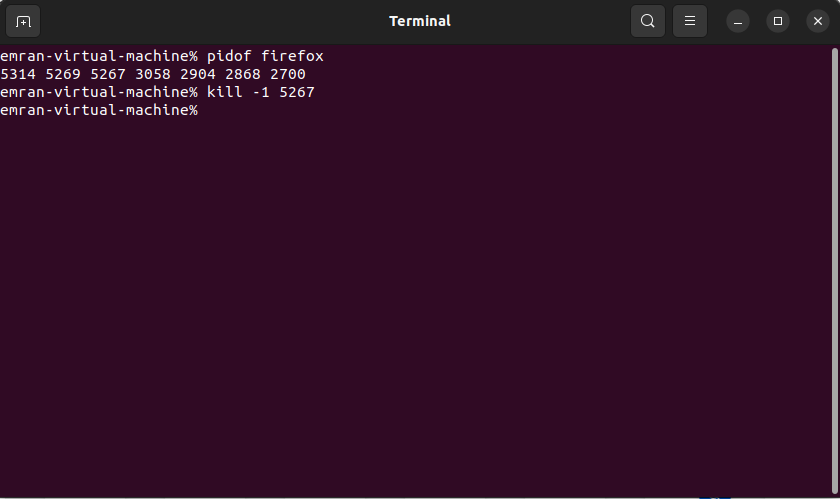 Terminal
emran-virtual-machine% pidof firefox
5314 5269 5267 3058 2904 2868 2700
emran-virtual-machine% kill -1 5267
emran-virtual-machine%